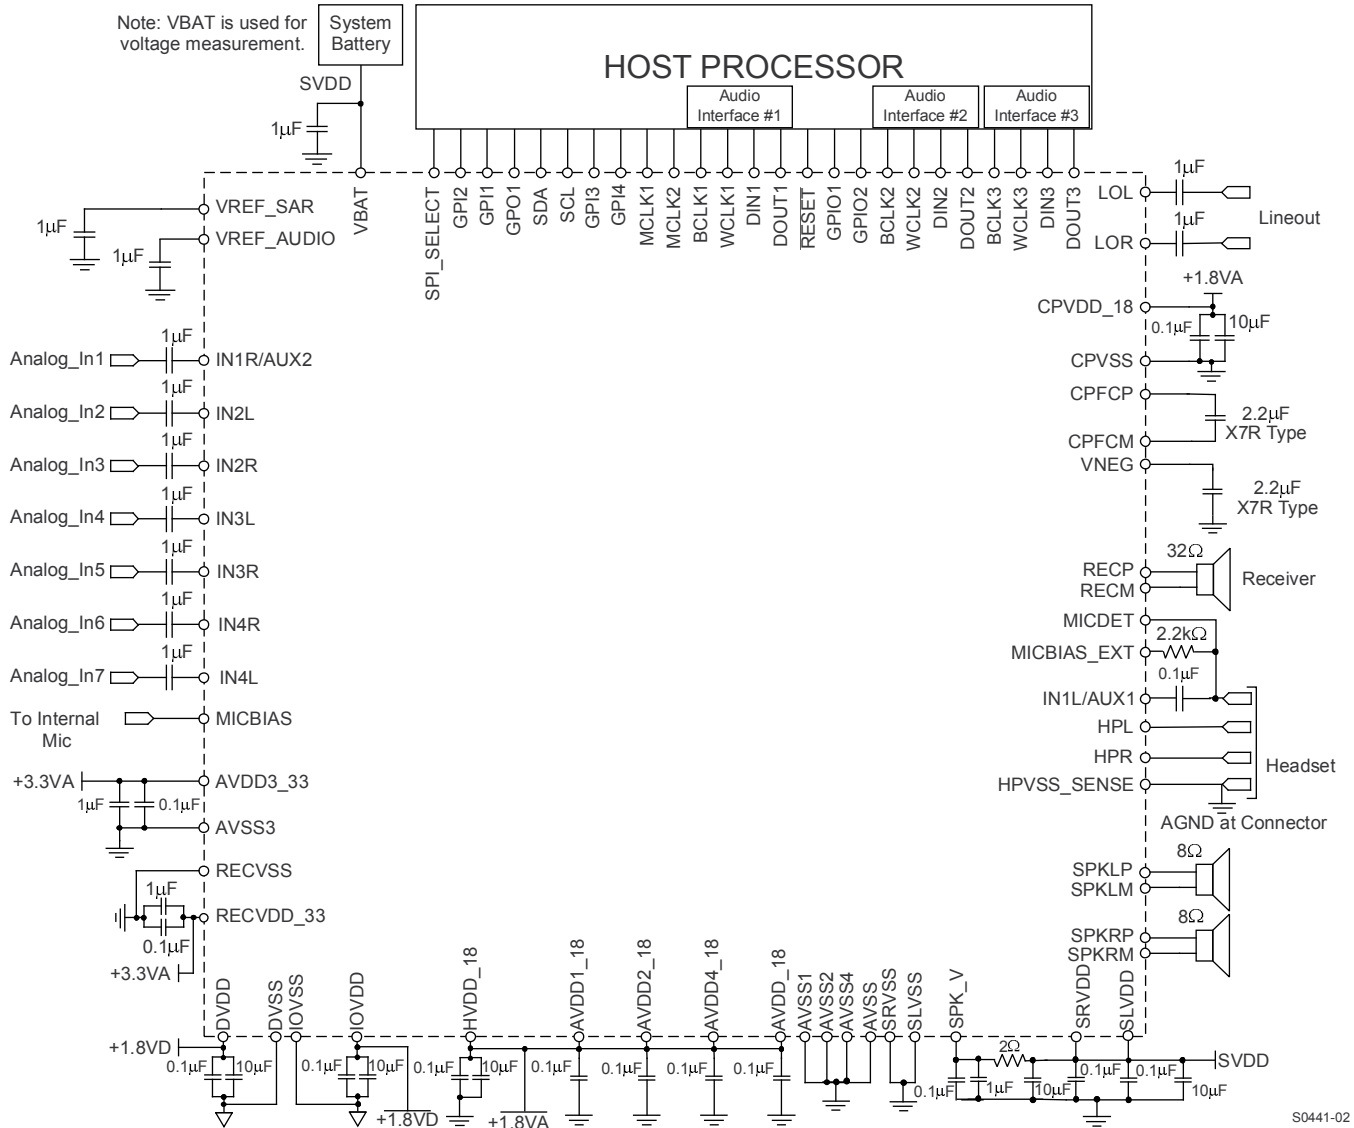 Note: VBAT is used for
voltage measurement.
System
Battery
HOST PROCESSOR
Audio
Interface #1
Audio
Interface #2
Audio
Interface #3
SVDD
1µF
VBAT
SPI_SELECT
GPI2
GPI1
GPO1
SDA
SCL
GPI3
GPI4
MCLK1
MCLK2
BCLK1
WCLK1
DIN1
DOUT1
RESET
GPIO1
GPIO2
BCLK2
WCLK2
DIN2
DOUT2
BCLK3
WCLK3
DIN3
DOUT3
1µF
VREF_SAR
1µF
VREF_AUDIO
1µF
Analog_In1
IN1R/AUX2
1µF
Analog_In2
IN2L
1µF
Analog_In3
IN2R
1µF
Analog_In4
IN3L
1µF
Analog_In5
IN3R
1µF
Analog_In6
IN4R
1µF
Analog_In7
IN4L
To Internal
Mic
MICBIAS
+3.3VA
AVDD3_33
1µF
0.1µF
AVSS3
RECVSS
1µF
RECVDD_33
0.1µF
+3.3VA
LOL
1µF
LOR
1µF
Lineout
+1.8VA
CPVDD_18
0.1µF
10µF
CPVSS
CPFCP
2.2µF
X7R Type
CPFCM
VNEG
2.2µF
X7R Type
32Ω
RECP
RECM
Receiver
MICDET
2.2kΩ
MICBIAS_EXT
0.1µF
IN1L/AUX1
HPL
HPR
HPVSS_SENSE
Headset
AGND at Connector
8Ω
SPKLP
SPKLM
8Ω
SPKRP
SPKRM
DVDD
DVSS
IOVSS
IOVDD
HVDD_18
AVDD1_18
AVDD2_18
AVDD4_18
AVDD_18
AVSS1
AVSS2
AVSS4
AVSS
SRVSS
SLVSS
SPK_V
SRVDD
SLVDD
+1.8VD
0.1µF
10µF
0.1µF
10µF
+1.8VD
0.1µF
10µF
+1.8VA
0.1µF
0.1µF
0.1µF
0.1µF
2Ω
0.1µF
1µF
10µF
0.1µF
0.1µF
10µF
SVDD
S0441-02